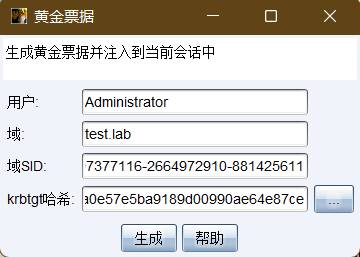 黄金票据
生成黄金票据并注入到当前会话中
用户: Administrator
域: test.lab
域SID: 7377116-2664972910-881425611
krbtgt哈希: a0e57e5ba9189d00990ae64e87ce ...
生成 帮助